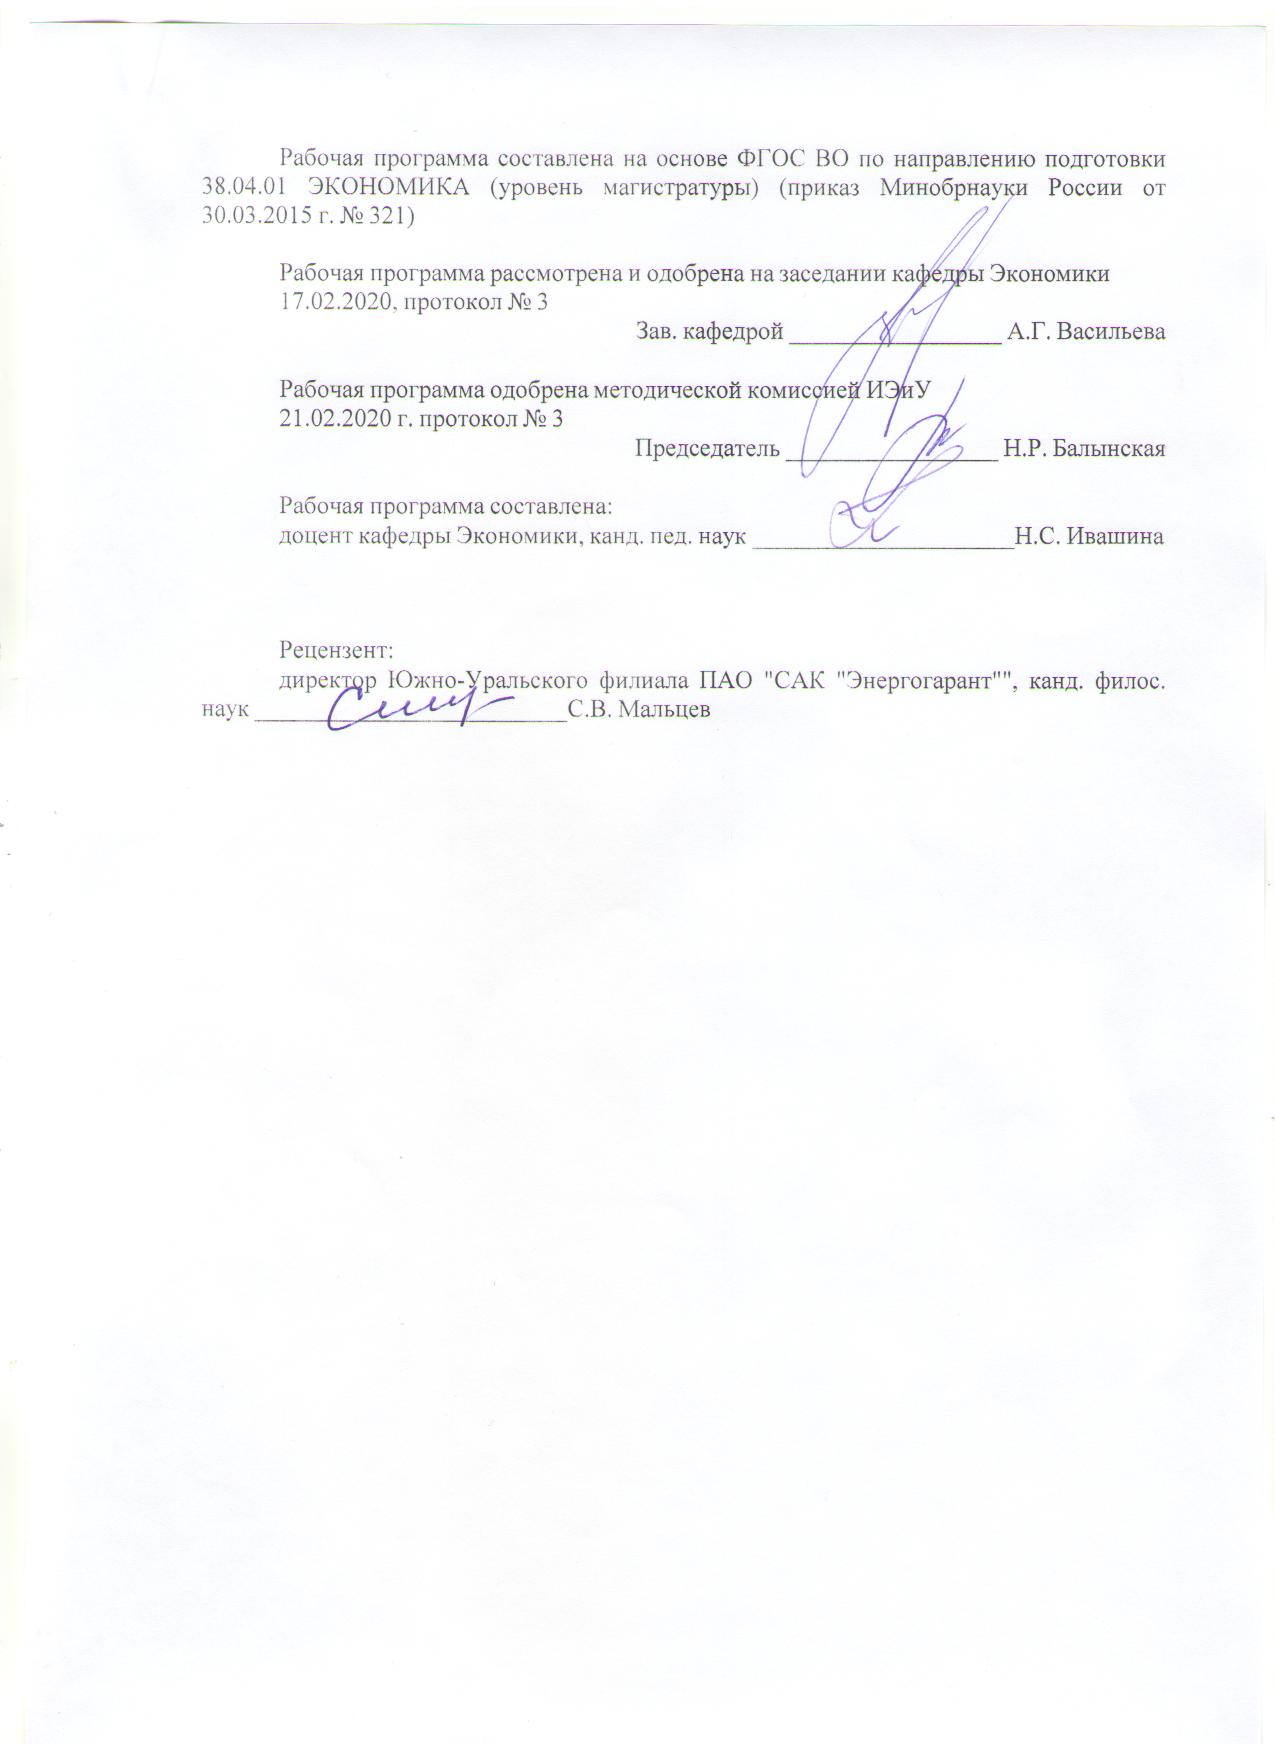 Рабочая программа составлена на основе ФГОС ВО по направлению подготовки
38.04.01 ЭКОНОМИКА (уровень магистратуры) (приказ Минобрнауки России от
30.03.2015 г. № 321)
Рабочая программа рассмотрена и одобрена на заседании кафедры Экономики
17.02.2020, протокол № 3
Зав. кафедрой _________________ А.Г. Васильева
Рабочая программа одобрена методической комиссией ИЭиУ
21.02.2020 г. протокол № 3
Председатель _________________ Н.Р. Балынская
Рабочая программа составлена:
доцент кафедры Экономики, канд. пед. наук _____________________Н.С. Ивашина
Рецензент:
директор Южно-Уральского филиала ПАО "САК "Энергогарант"", канд. филос.
наук _________________________С.В. Мальцев